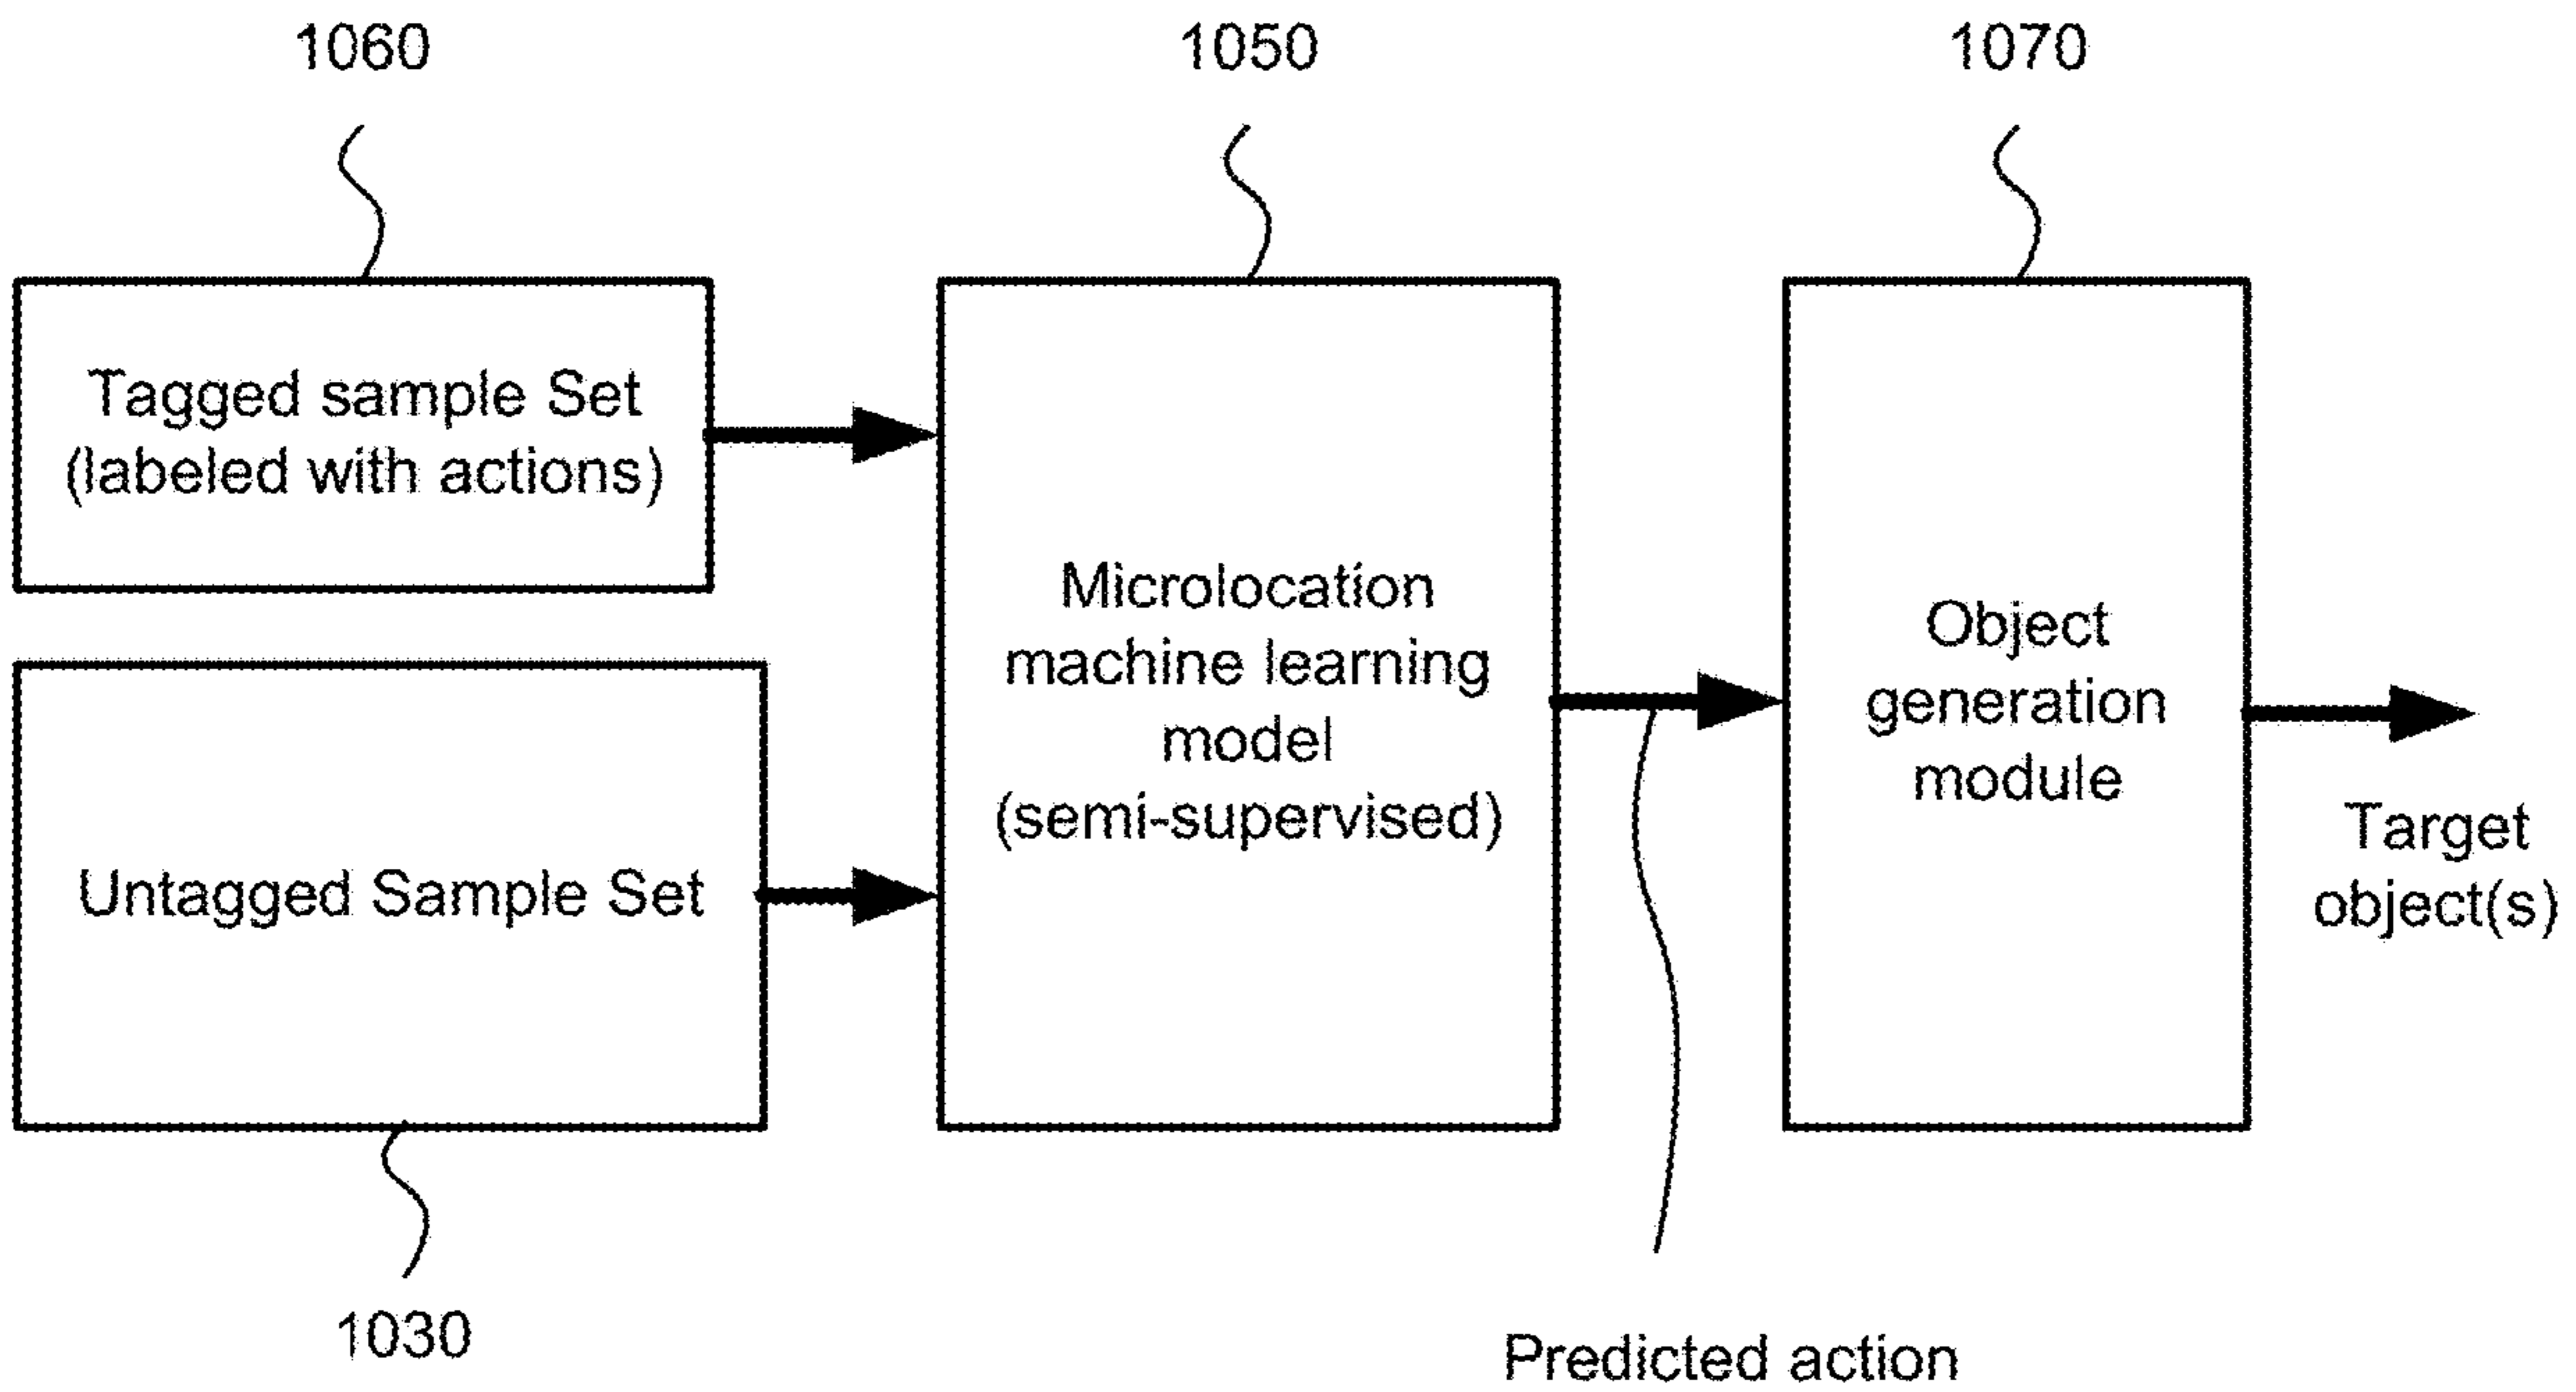 1060
1050
1070
Tagged sample Set
(labeled with actions)
Untagged Sample Set
1030
Microlocation
machine learning
model
(semi-supervised)
Predicted action
Object
generation
module
Target
object(s)